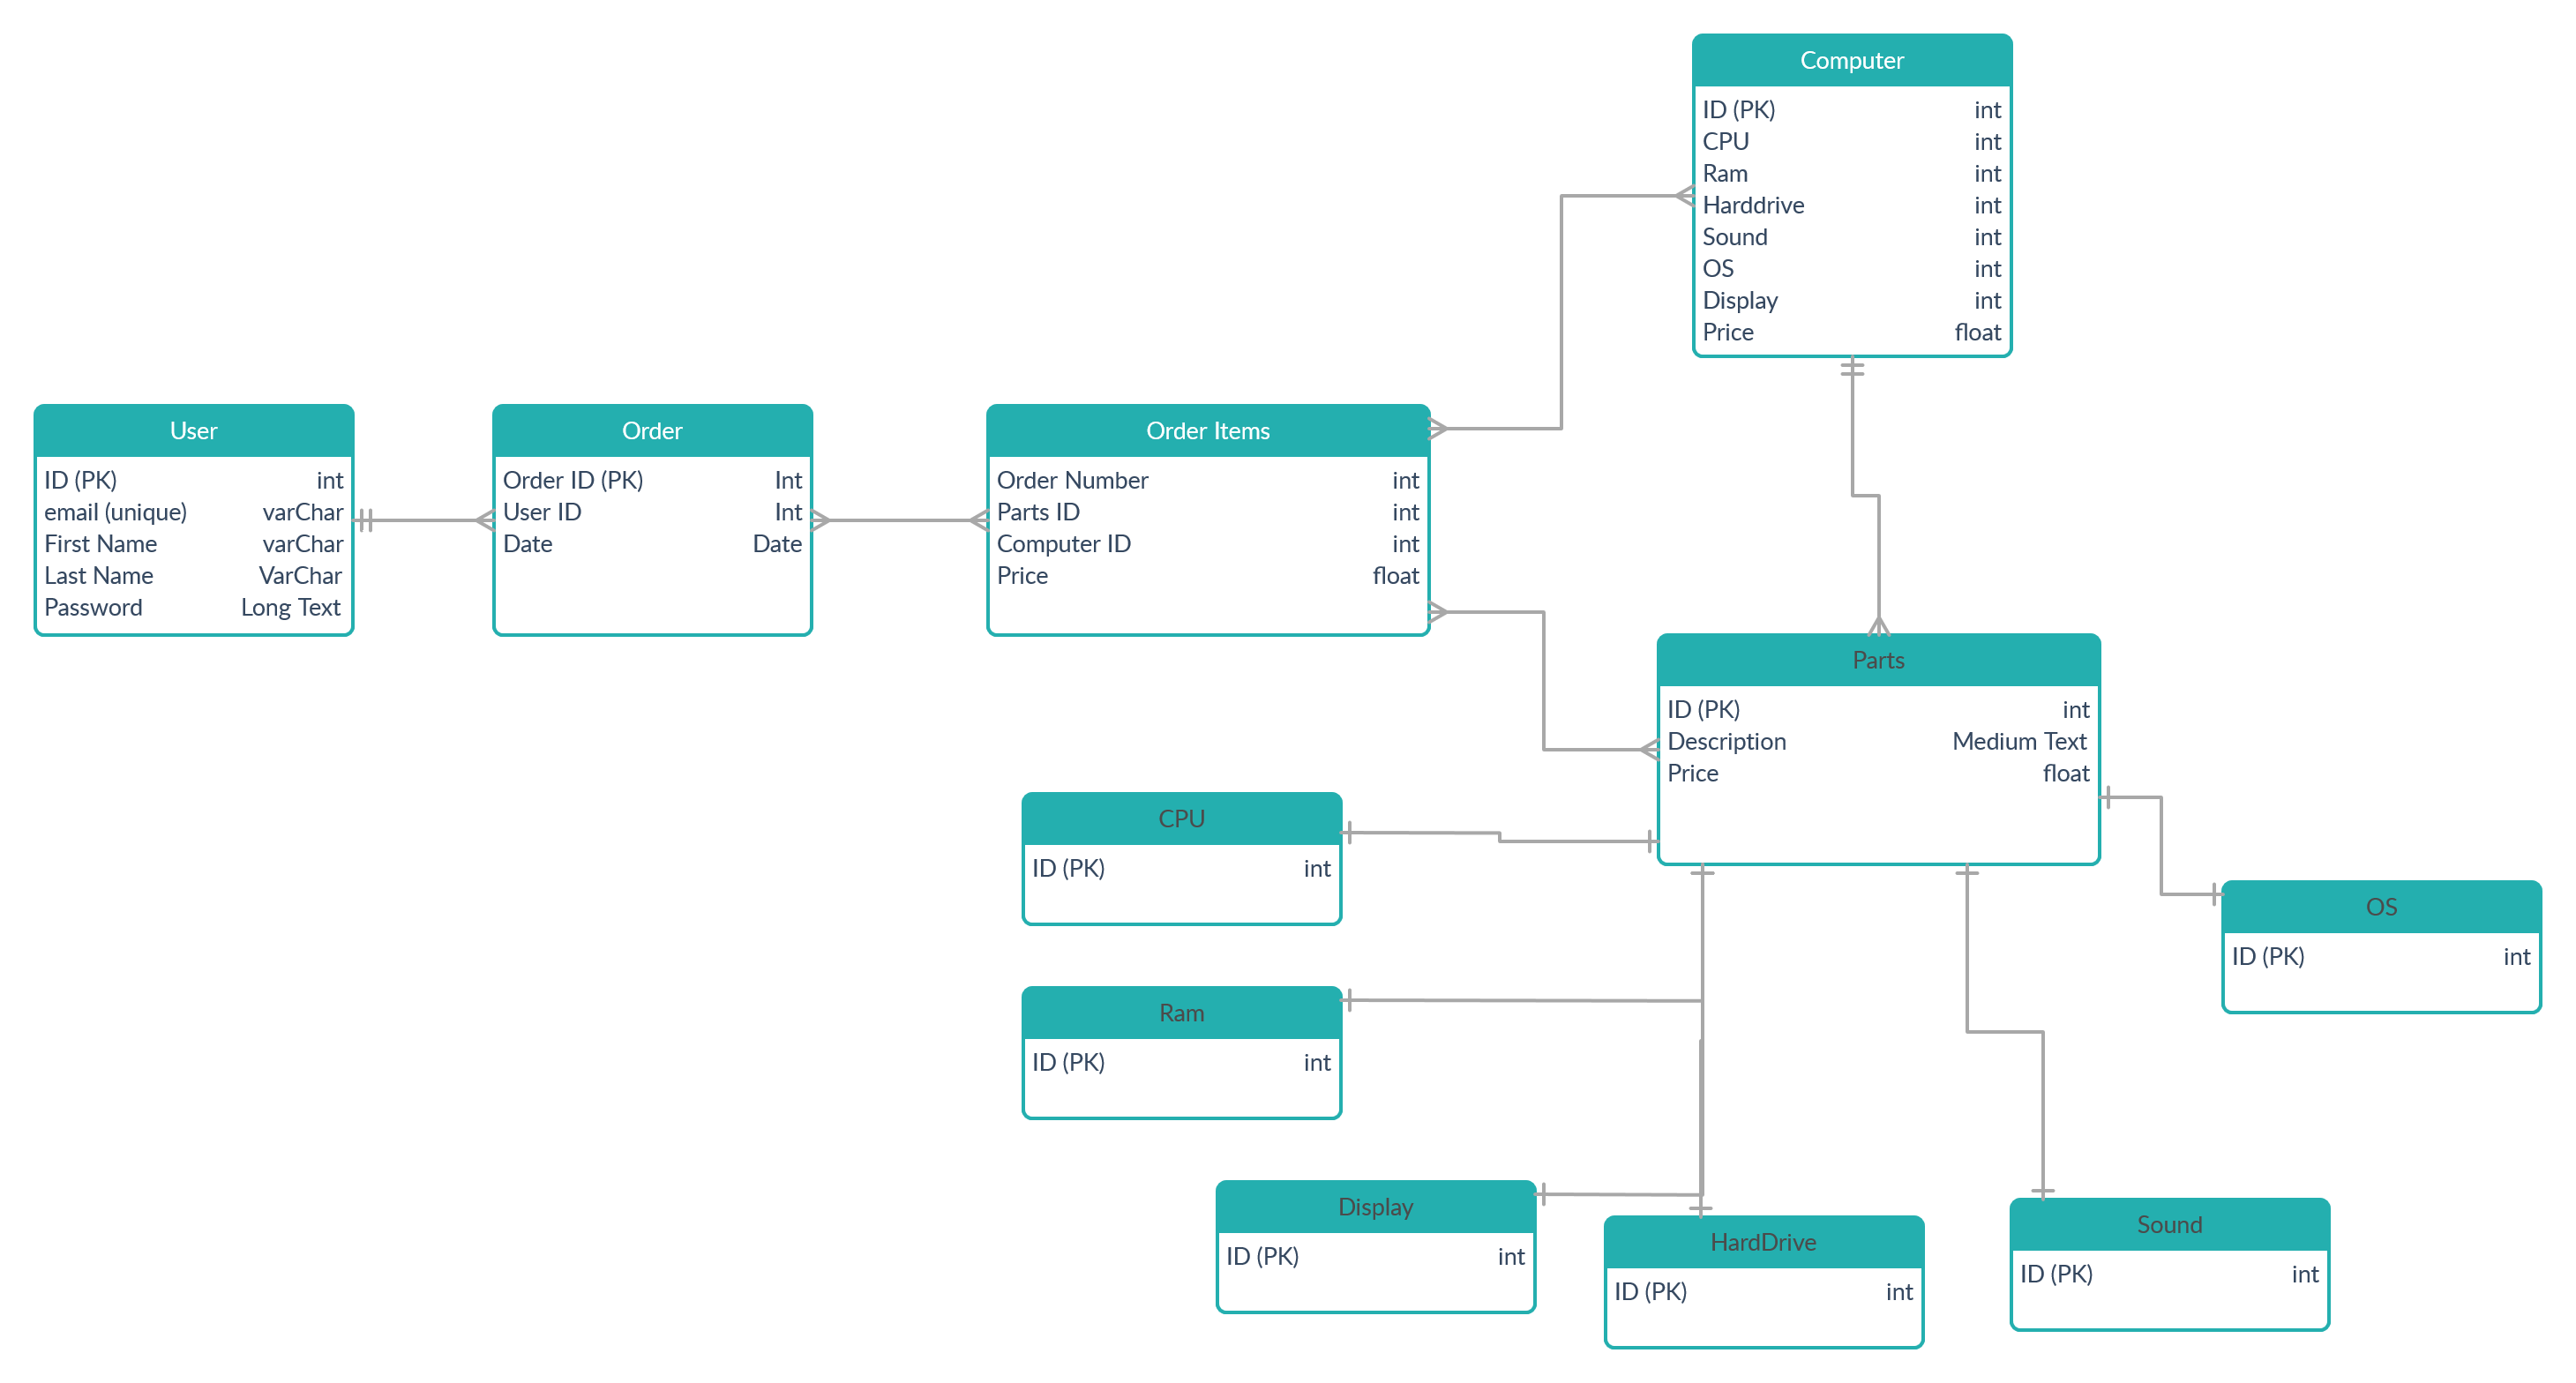 Computer
ID (PK) int
CPU int
Ram int
Harddrive int
Sound int
OS int
Display int
Price float
User
ID (PK) int
email (unique) varChar
First Name varChar
Last Name VarChar
Password Long Text
Order
Order ID (PK) Int
User ID Int
Date Date
Order Items
Order Number int
Parts ID int
Computer ID int
Price float
Parts
ID (PK) int
Description Medium Text
Price float
CPU
ID (PK) int
OS
ID (PK) int
Ram
ID (PK) int
Display
ID (PK) int
HardDrive
ID (PK) int
Sound
ID (PK) int